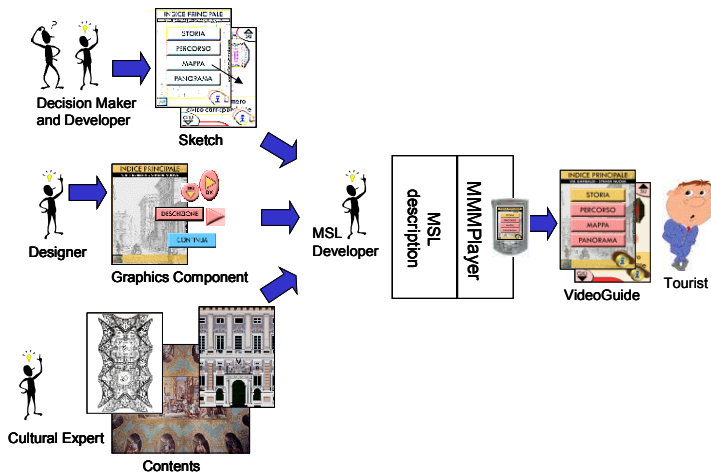 INDICE PRINCIPALE
STORIA
PERCORSO
MAPPA
PANORAMA
Decision Maker
and Developer
Sketch
INDICE PRINCIPALE
DESCRIZIONE
CONTINUA
Designer
Graphics Component
MSL
Developer
MSL
description
MMMPlayer
INDICE PRINCIPALE
STORIA
PERCORSO
MAPPA
PANORAMA
VideoGuide
Tourist
Cultural Expert
Contents